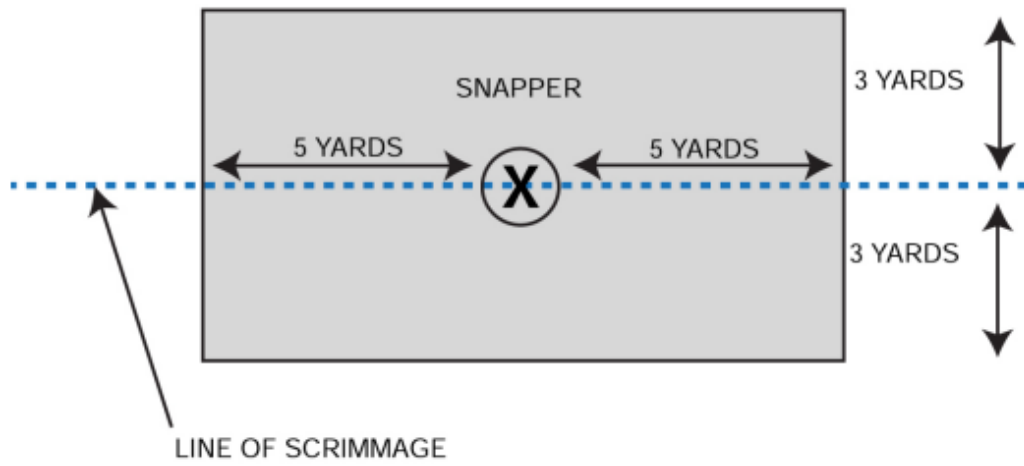 3 YARDS
SNAPPER
5 YARDS
5 YARDS
X
3 YARDS
LINE OF SCRIMMAGE